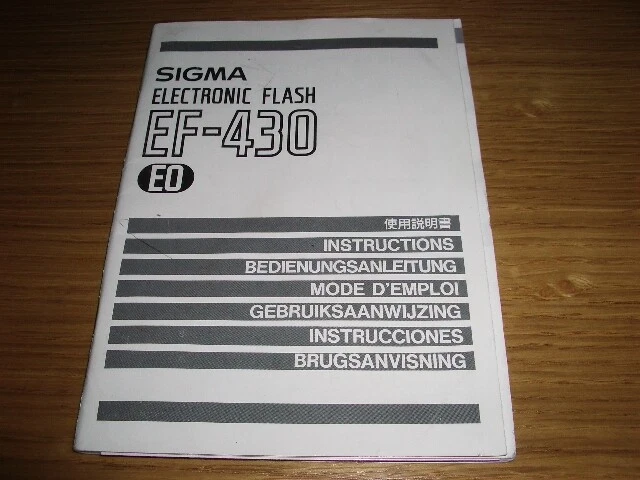 SIGMA
ELECTRONIC FLASH
EF-430
EO
使用説明書
INSTRUCTIONS
BEDIENUNGSANLEITUNG
MODE D'EMPLOI
GEBRUIKSAANWIJZING
INSTRUCCIONES
BRUGSANVISNING